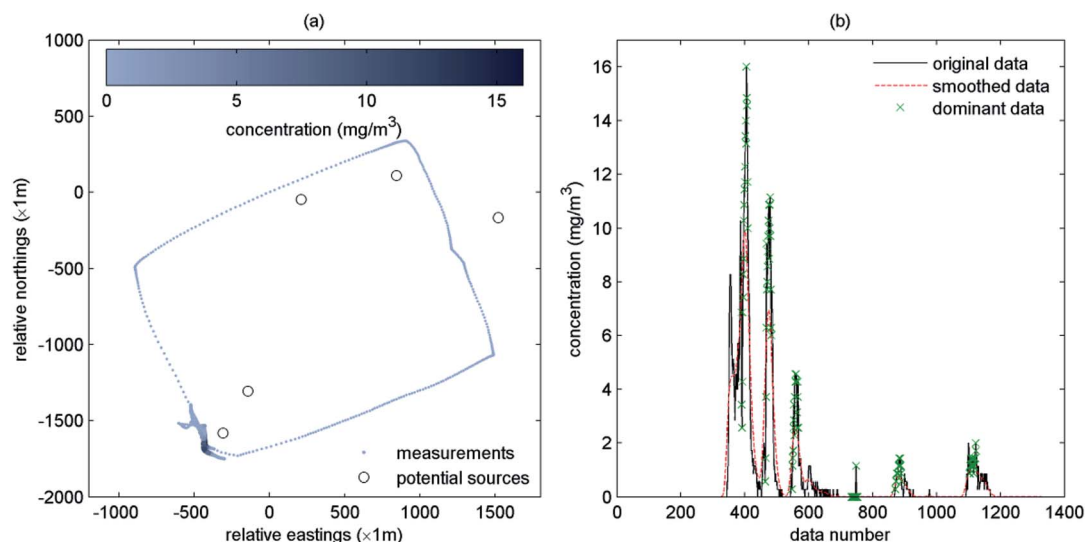 (a)
1000
500
0
-500
-1000
-1500
-2000
relative northings (×1m)
0 5 10 15
concentration (mg/m³)
measurements
potential sources
-1000 -500 0 500 1000 1500
relative eastings (×1m)
(b)
16
14
12
10
8
6
4
2
0
concentration (mg/m³)
original data
smoothed data
dominant data
0 200 400 600 800 1000 1200 1400
data number